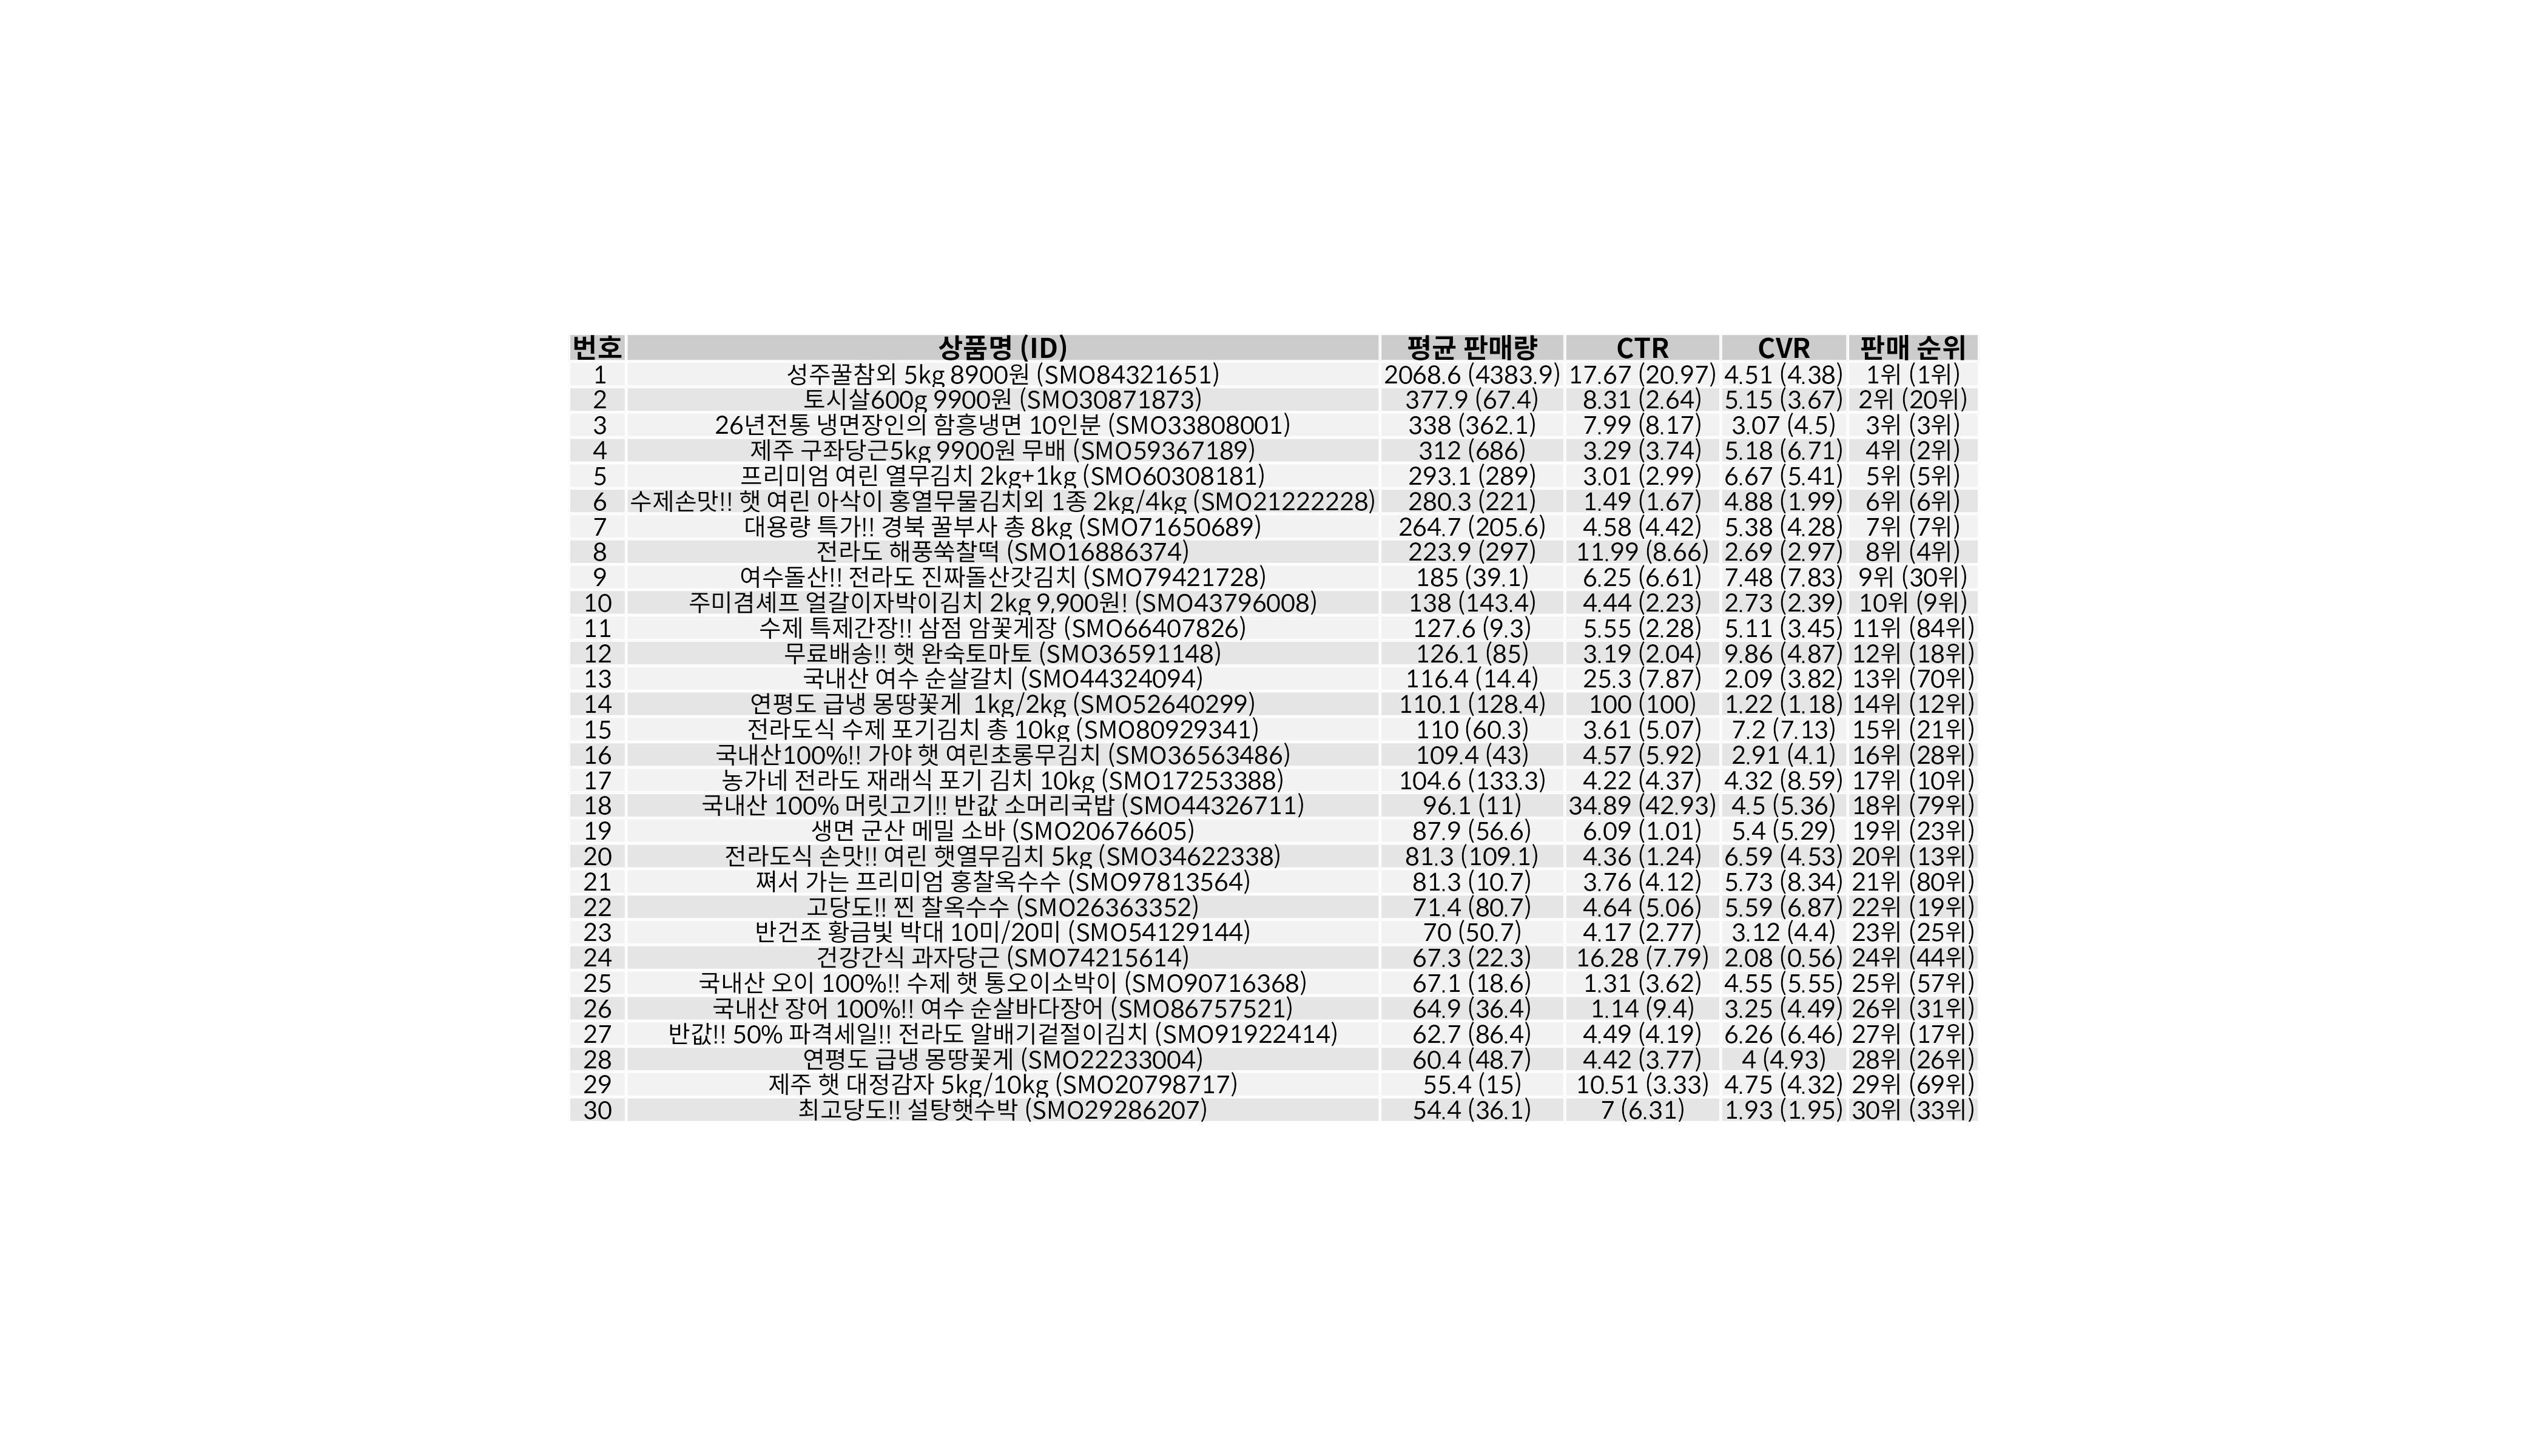 번호 상품명 (ID) 평균 판매량 CTR CVR 판매 순위
1 성주꿀참외 5kg 8900원 (SMO84321651) 2068.6 (4383.9) 17.67 (20.97) 4.51 (4.38) 1위 (1위)
2 토시살600g 9900원 (SMO30871873) 377.9 (67.4) 8.31 (2.64) 5.15 (3.67) 2위 (20위)
3 26년전통 냉면장인의 함흥냉면 10인분 (SMO33808001) 338 (362.1) 7.99 (8.17) 3.07 (4.5) 3위 (3위)
4 제주 구좌당근5kg 9900원 무배 (SMO59367189) 312 (686) 3.29 (3.74) 5.18 (6.71) 4위 (2위)
5 프리미엄 여린 열무김치 2kg+1kg (SMO60308181) 293.1 (289) 3.01 (2.99) 6.67 (5.41) 5위 (5위)
6 수제손맛!! 햇 여린 아삭이 홍열무물김치외 1종 2kg/4kg (SMO21222228) 280.3 (221) 1.49 (1.67) 4.88 (1.99) 6위 (6위)
7 대용량 특가!! 경북 꿀부사 총 8kg (SMO71650689) 264.7 (205.6) 4.58 (4.42) 5.38 (4.28) 7위 (7위)
8 전라도 해풍쑥찰떡 (SMO16886374) 223.9 (297) 11.99 (8.66) 2.69 (2.97) 8위 (4위)
9 여수돌산!! 전라도 진짜돌산갓김치 (SMO79421728) 185 (39.1) 6.25 (6.61) 7.48 (7.83) 9위 (30위)
10 주미겸셰프 얼갈이자박이김치 2kg 9,900원! (SMO43796008) 138 (143.4) 4.44 (2.23) 2.73 (2.39) 10위 (9위)
11 수제 특제간장!! 삼점 암꽃게장 (SMO66407826) 127.6 (9.3) 5.55 (2.28) 5.11 (3.45) 11위 (84위)
12 무료배송!! 햇 완숙토마토 (SMO36591148) 126.1 (85) 3.19 (2.04) 9.86 (4.87) 12위 (18위)
13 국내산 여수 순살갈치 (SMO44324094) 116.4 (14.4) 25.3 (7.87) 2.09 (3.82) 13위 (70위)
14 연평도 급냉 몽땅꽃게 1kg/2kg (SMO52640299) 110.1 (128.4) 100 (100) 1.22 (1.18) 14위 (12위)
15 전라도식 수제 포기김치 총 10kg (SMO80929341) 110 (60.3) 3.61 (5.07) 7.2 (7.13) 15위 (21위)
16 국내산100%!! 가야 햇 여린초롱무김치 (SMO36563486) 109.4 (43) 4.57 (5.92) 2.91 (4.1) 16위 (28위)
17 농가네 전라도 재래식 포기 김치 10kg (SMO17253388) 104.6 (133.3) 4.22 (4.37) 4.32 (8.59) 17위 (10위)
18 국내산 100% 머릿고기!! 반값 소머리국밥 (SMO44326711) 96.1 (11) 34.89 (42.93) 4.5 (5.36) 18위 (79위)
19 생면 군산 메밀 소바 (SMO20676605) 87.9 (56.6) 6.09 (1.01) 5.4 (5.29) 19위 (23위)
20 전라도식 손맛!! 여린 햇열무김치 5kg (SMO34622338) 81.3 (109.1) 4.36 (1.24) 6.59 (4.53) 20위 (13위)
21 쪄서 가는 프리미엄 홍찰옥수수 (SMO97813564) 81.3 (10.7) 3.76 (4.12) 5.73 (8.34) 21위 (80위)
22 고당도!! 찐 찰옥수수 (SMO26363352) 71.4 (80.7) 4.64 (5.06) 5.59 (6.87) 22위 (19위)
23 반건조 황금빛 박대 10미/20미 (SMO54129144) 70 (50.7) 4.17 (2.77) 3.12 (4.4) 23위 (25위)
24 건강간식 과자당근 (SMO74215614) 67.3 (22.3) 16.28 (7.79) 2.08 (0.56) 24위 (44위)
25 국내산 오이 100%!! 수제 햇 통오이소박이 (SMO90716368) 67.1 (18.6) 1.31 (3.62) 4.55 (5.55) 25위 (57위)
26 국내산 장어 100%!! 여수 순살바다장어 (SMO86757521) 64.9 (36.4) 1.14 (9.4) 3.25 (4.49) 26위 (31위)
27 반값!! 50% 파격세일!! 전라도 알배기겉절이김치 (SMO91922414) 62.7 (86.4) 4.49 (4.19) 6.26 (6.46) 27위 (17위)
28 연평도 급냉 몽땅꽃게 (SMO22233004) 60.4 (48.7) 4.42 (3.77) 4 (4.93) 28위 (26위)
29 제주 햇 대정감자 5kg/10kg (SMO20798717) 55.4 (15) 10.51 (3.33) 4.75 (4.32) 29위 (69위)
30 최고당도!! 설탕햇수박 (SMO29286207) 54.4 (36.1) 7 (6.31) 1.93 (1.95) 30위 (33위)